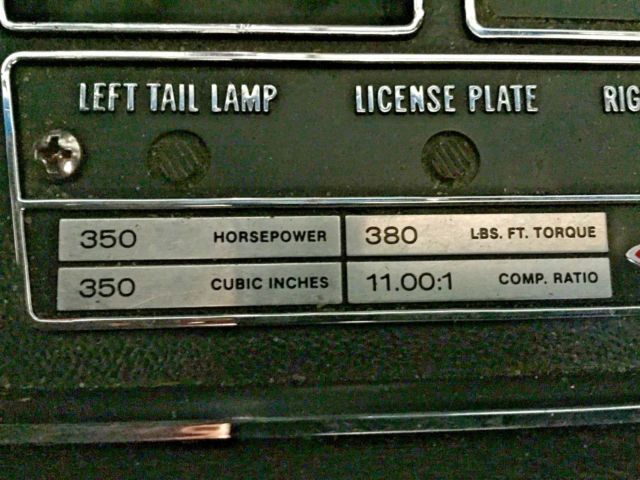 LEFT TAIL LAMP
LICENSE PLATE
RIG
350 HORSEPOWER
380 LBS. FT. TORQUE
350 CUBIC INCHES
11.00:1 COMP. RATIO